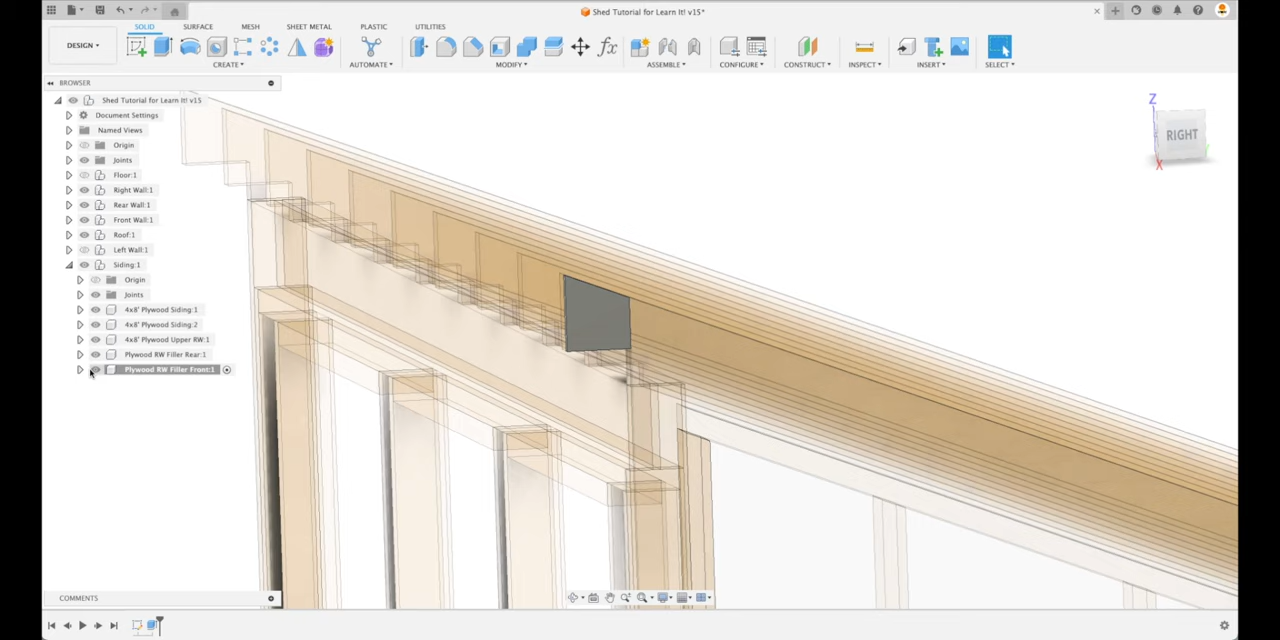 Shed Tutorial for Learn It! v15*
DESIGN
SOLID SURFACE MESH SHEET METAL PLASTIC UTILITIES
CREATE AUTOMATE MODIFY ASSEMBLE CONFIGURE CONSTRUCT INSPECT INSERT SELECT
BROWSER
Shed Tutorial for Learn It! v15
Document Settings
Named Views
Origin
Joints
Floor:1
Right Wall:1
Rear Wall:1
Front Wall:1
Roof:1
Left Wall:1
Siding:1
Origin
Joints
4x8' Plywood Siding:1
4x8' Plywood Siding:2
4x8' Plywood Upper RW:1
Plywood RW Filler Rear:1
Plywood RW Filler Front:1
Z
RIGHT
X
COMMENTS